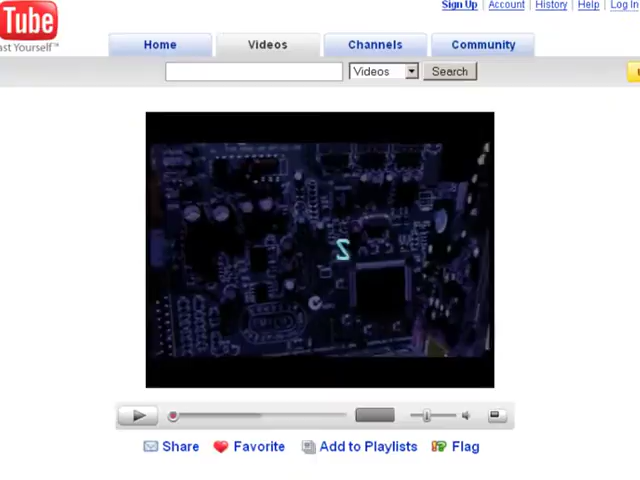 Sign Up | Account | History | Help | Log In
Tube
ast Yourself™
Home Videos Channels Community
Videos Search
Share Favorite Add to Playlists Flag